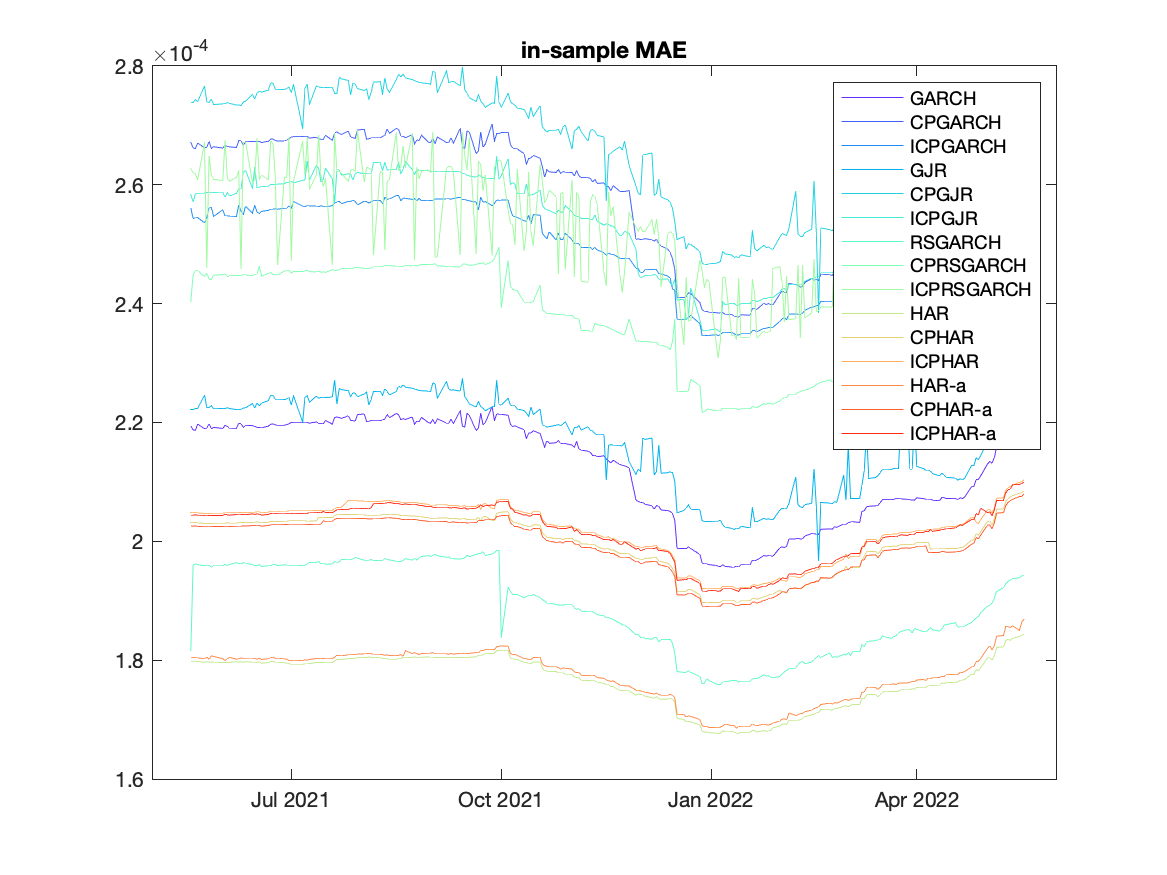 in-sample MAE
×10-4
2.8
2.6
2.4
2.2
2
1.8
1.6
Jul 2021
Oct 2021
Jan 2022
Apr 2022
GARCH
CPGARCH
ICPGARCH
GJR
CPGJR
ICPGJR
RSGARCH
CPRSGARCH
ICPRSGARCH
HAR
CPHAR
ICPHAR
HAR-a
CPHAR-a
ICPHAR-a